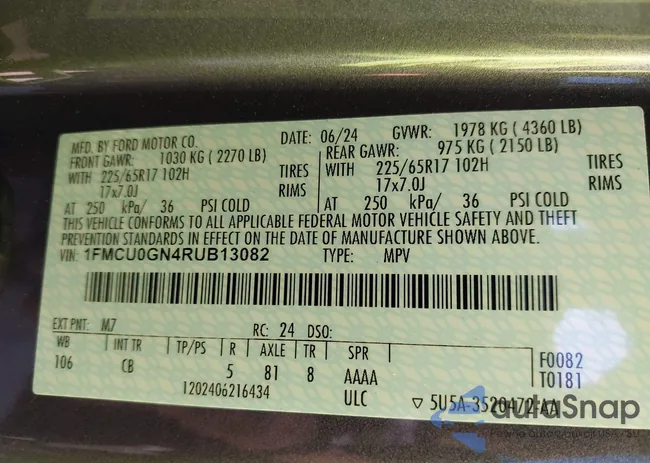 MFD. BY FORD MOTOR CO. DATE: 06/24 GVWR: 1978 KG ( 4360 LB)
FRONT GAWR: 1030 KG ( 2270 LB) REAR GAWR: 975 KG ( 2150 LB)
WITH 225/65R17 102H TIRES WITH 225/65R17 102H TIRES
17x7.0J RIMS 17x7.0J RIMS
AT 250 kPa/ 36 PSI COLD AT 250 kPa/ 36 PSI COLD
THIS VEHICLE CONFORMS TO ALL APPLICABLE FEDERAL MOTOR VEHICLE SAFETY AND THEFT
PREVENTION STANDARDS IN EFFECT ON THE DATE OF MANUFACTURE SHOWN ABOVE.
VIN: 1FMCU0GN4RUB13082 TYPE: MPV
EXT PNT: M7 RC: 24 DSO:
WB INT TR TP/PS R AXLE TR SPR F0082
106 CB 5 81 8 AAAA T0181
1202406216434 ULC ▽ 5U5A-3520472-AA
autoSnap